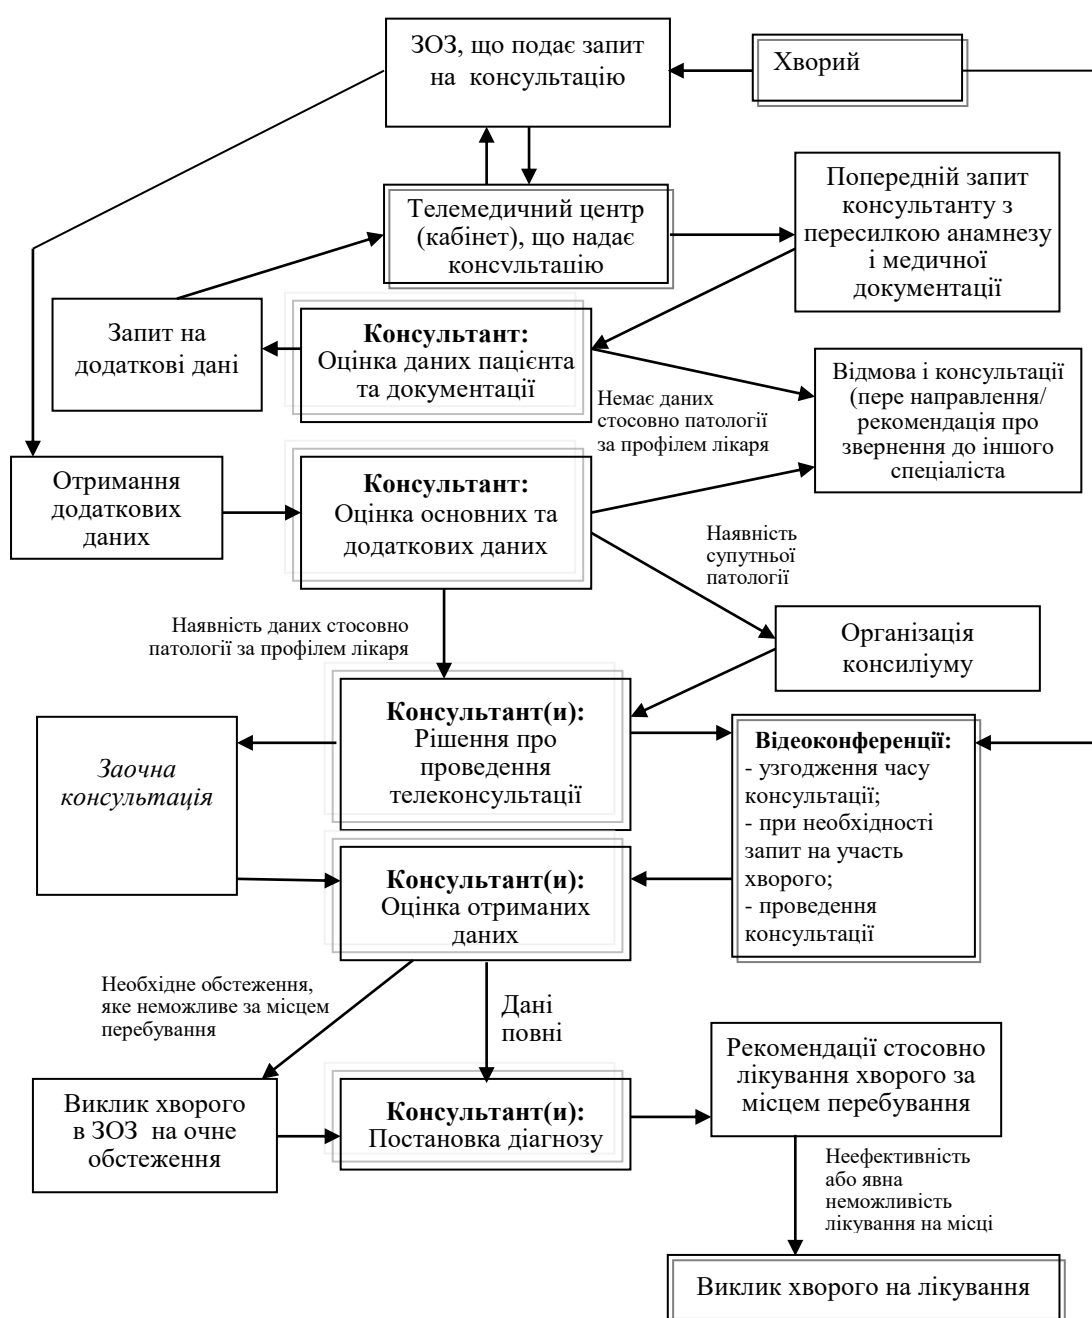 ЗОЗ, що подає запит
на консультацію
Хворий
Попередній запит
консультанту з
пересилкою анамнезу
і медичної
документації
Телемедичний центр
(кабінет), що надає
консультацію
Запит на
додаткові дані
Консультант:
Оцінка даних пацієнта
та документації
Немає даних
стосовно патології
за профілем лікаря
Відмова і консультації
(пере направлення/
рекомендація про
звернення до іншого
спеціаліста
Отримання
додаткових
даних
Консультант:
Оцінка основних та
додаткових даних
Наявність
супутньої
патології
Наявність даних стосовно
патології за профілем лікаря
Організація
консиліуму
Консультант(и):
Рішення про
проведення
телеконсультації
Заочна
консультація
Відеоконференції:
- узгодження часу
консультації;
- при необхідності
запит на участь
хворого;
- проведення
консультації
Консультант(и):
Оцінка отриманих
даних
Необхідне обстеження,
яке неможливе за місцем
перебування
Дані
повні
Рекомендації стосовно
лікування хворого за
місцем перебування
Виклик хворого
в ЗОЗ на очне
обстеження
Консультант(и):
Постановка діагнозу
Неефективність
або явна
неможливість
лікування на місці
Виклик хворого на лікування